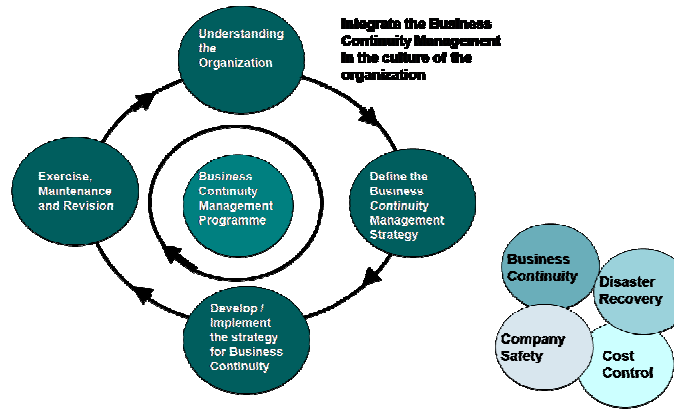 Understanding
the
Organization
Integrate the Business
Continuity Management
in the culture of the
organization
Exercise,
Maintenance
and Revision
Business
Continuity
Management
Programme
Define the
Business
Continuity
Management
Strategy
Develop /
Implement
the strategy
for Business
Continuity
Business
Continuity
Disaster
Recovery
Company
Safety
Cost
Control